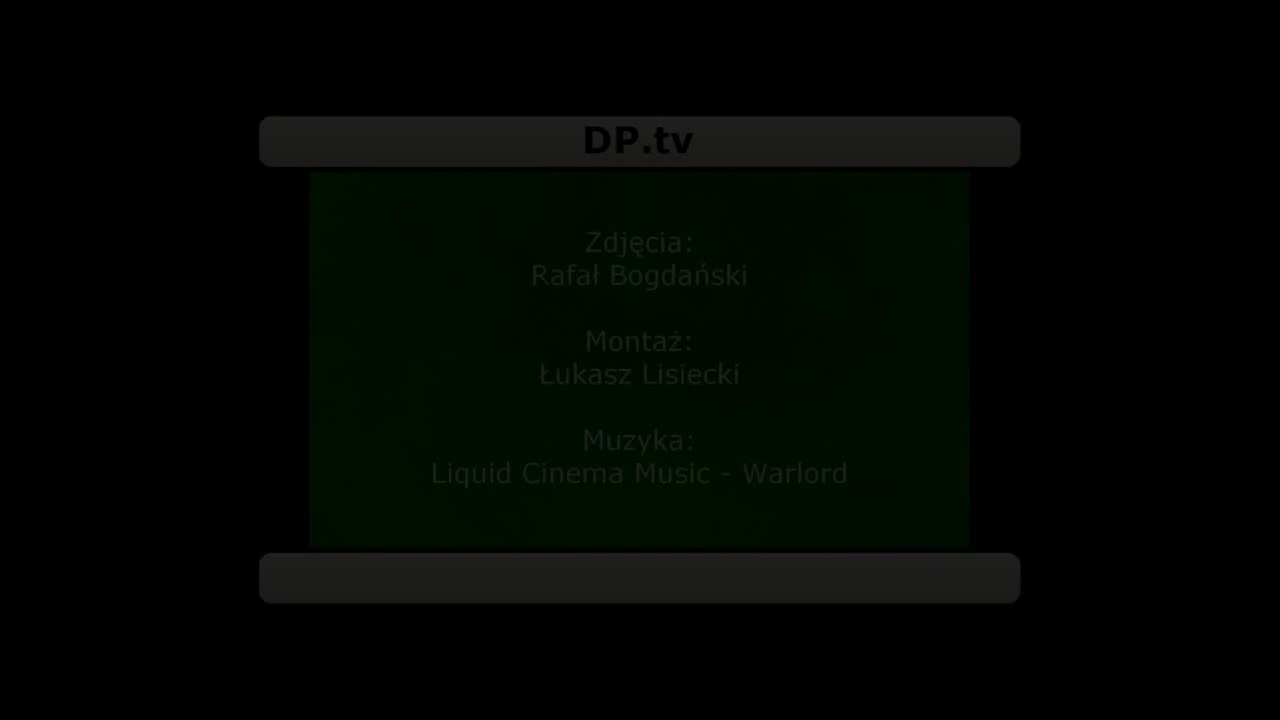 DP.tv
Zdjęcia:
Rafał Bogdański
Montaż:
Łukasz Lisiecki
Muzyka:
Liquid Cinema Music - Warlord